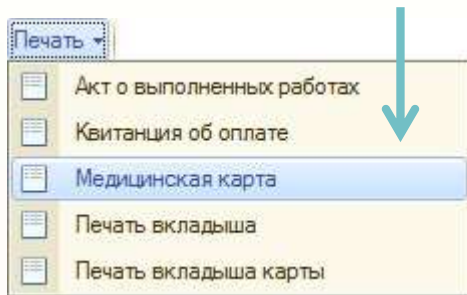 Печать
Акт о выполненных работах
Квитанция об оплате
Медицинская карта
Печать вкладыша
Печать вкладыша карты